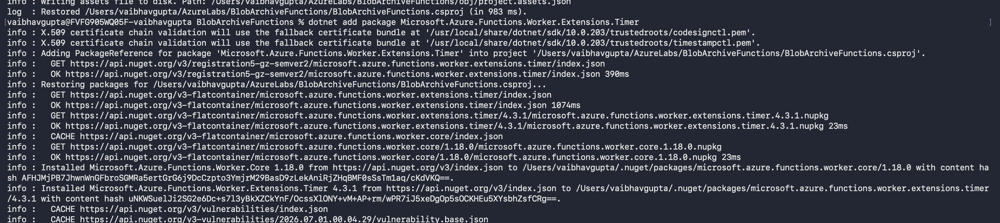 info : Writing assets file to disk. Path: /Users/vaibhavgupta/AzureLabs/BlobArchiveFunctions/obj/project.assets.json
log  : Restored /Users/vaibhavgupta/AzureLabs/BlobArchiveFunctions/BlobArchiveFunctions.csproj (in 983 ms).
[vaibhavgupta@FVFG905WQ05F-vaibhavgupta BlobArchiveFunctions % dotnet add package Microsoft.Azure.Functions.Worker.Extensions.Timer ]
info : X.509 certificate chain validation will use the fallback certificate bundle at '/usr/local/share/dotnet/sdk/10.0.203/trustedroots/codesignctl.pem'.
info : X.509 certificate chain validation will use the fallback certificate bundle at '/usr/local/share/dotnet/sdk/10.0.203/trustedroots/timestampctl.pem'.
info : Adding PackageReference for package 'Microsoft.Azure.Functions.Worker.Extensions.Timer' into project '/Users/vaibhavgupta/AzureLabs/BlobArchiveFunctions/BlobArchiveFunctions.csproj'.
info :   GET https://api.nuget.org/v3/registration5-gz-semver2/microsoft.azure.functions.worker.extensions.timer/index.json
info :   OK https://api.nuget.org/v3/registration5-gz-semver2/microsoft.azure.functions.worker.extensions.timer/index.json 390ms
info : Restoring packages for /Users/vaibhavgupta/AzureLabs/BlobArchiveFunctions/BlobArchiveFunctions.csproj...
info :   GET https://api.nuget.org/v3-flatcontainer/microsoft.azure.functions.worker.extensions.timer/index.json
info :   OK https://api.nuget.org/v3-flatcontainer/microsoft.azure.functions.worker.extensions.timer/index.json 1074ms
info :   GET https://api.nuget.org/v3-flatcontainer/microsoft.azure.functions.worker.extensions.timer/4.3.1/microsoft.azure.functions.worker.extensions.timer.4.3.1.nupkg
info :   OK https://api.nuget.org/v3-flatcontainer/microsoft.azure.functions.worker.extensions.timer/4.3.1/microsoft.azure.functions.worker.extensions.timer.4.3.1.nupkg 23ms
info :   CACHE https://api.nuget.org/v3-flatcontainer/microsoft.azure.functions.worker.core/index.json
info :   GET https://api.nuget.org/v3-flatcontainer/microsoft.azure.functions.worker.core/1.18.0/microsoft.azure.functions.worker.core.1.18.0.nupkg
info :   OK https://api.nuget.org/v3-flatcontainer/microsoft.azure.functions.worker.core/1.18.0/microsoft.azure.functions.worker.core.1.18.0.nupkg 23ms
info : Installed Microsoft.Azure.Functions.Worker.Core 1.18.0 from https://api.nuget.org/v3/index.json to /Users/vaibhavgupta/.nuget/packages/microsoft.azure.functions.worker.core/1.18.0 with content ha
sh AFHJMjPB7JhwnWnGFbroSGMRa5ertGrG6j9DcCzpto3YmjrM29BasD9zLekAniRjZHqBMF0sSsTm1aq/cKdVKQ==.
info : Installed Microsoft.Azure.Functions.Worker.Extensions.Timer 4.3.1 from https://api.nuget.org/v3/index.json to /Users/vaibhavgupta/.nuget/packages/microsoft.azure.functions.worker.extensions.timer
/4.3.1 with content hash uNKWSuelJi2SG2e6Dc+s7l3yBkXZCkYnF/OcssXlONY+vM+AP+rm/wPR7iJ5xeDgOp5sOCKHEu5XYsbhZsfCRg==.
info :   CACHE https://api.nuget.org/v3/vulnerabilities/index.json
info :   CACHE https://api.nuget.org/v3-vulnerabilities/2026.07.01.00.04.29/vulnerability.base.json